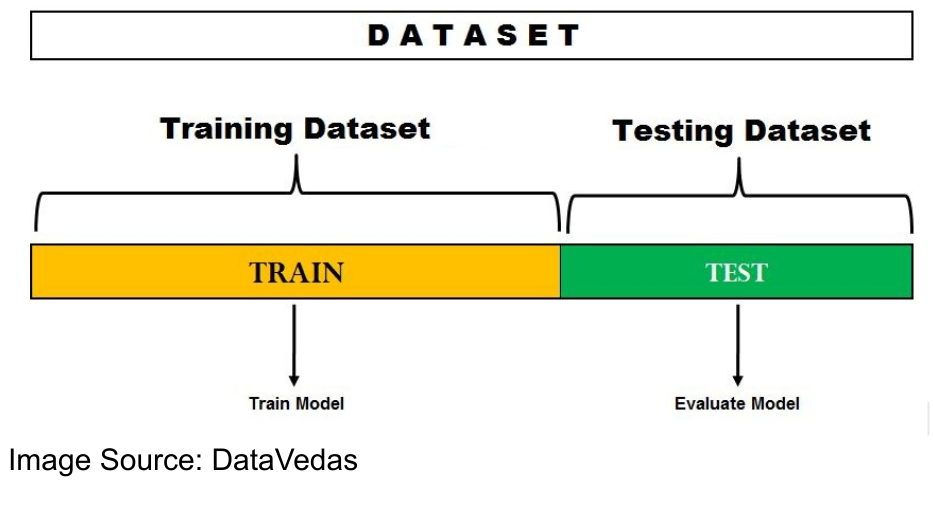 DATASET
Training Dataset
Testing Dataset
TRAIN
TEST
Train Model
Evaluate Model
Image Source: DataVedas